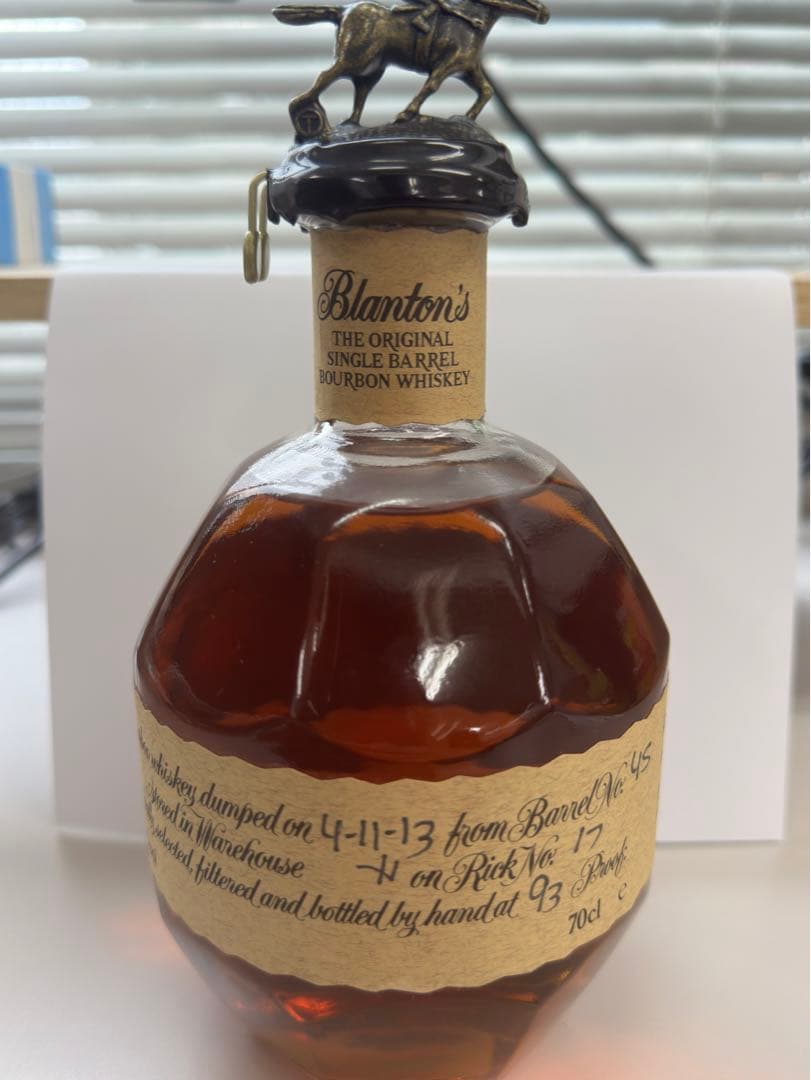 T
Blanton's
THE ORIGINAL
SINGLE BARREL
BOURBON WHISKEY
whiskey dumped on 4-11-13 from Barrel No: 45
stored in Warehouse H on Rick No: 17
selected, filtered and bottled by hand at 93 Proof.
70cl e